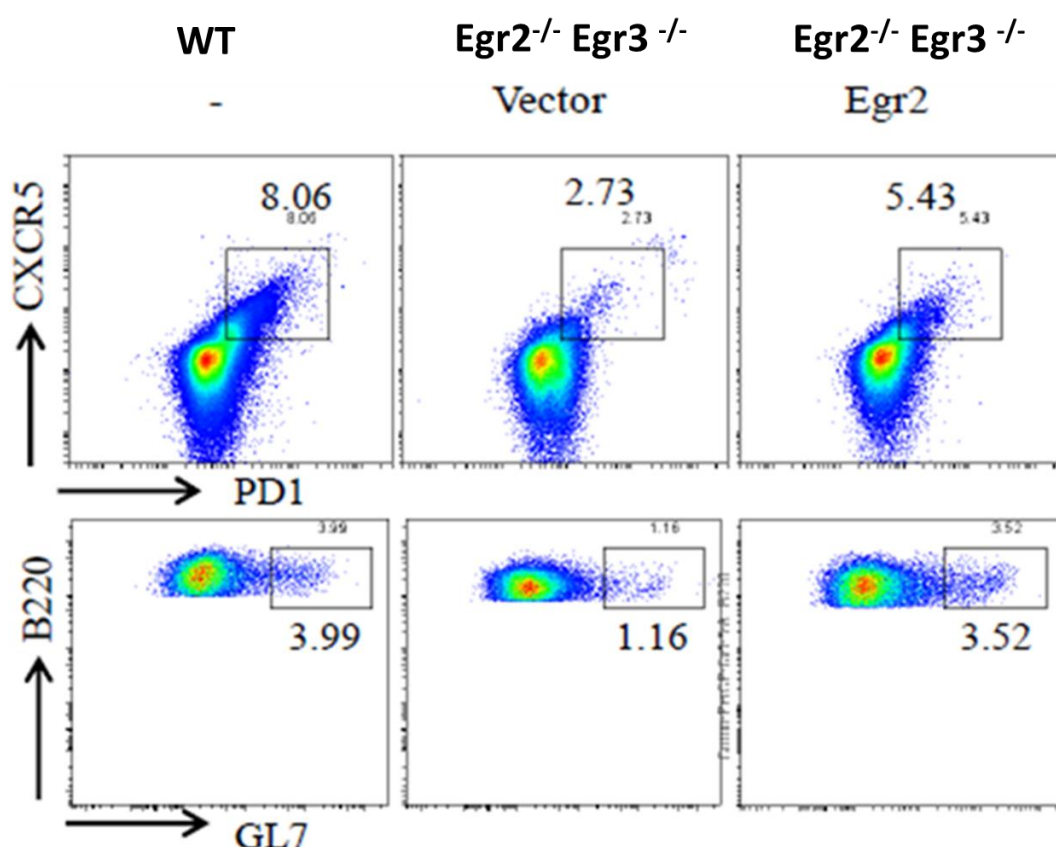 WT Egr2-/- Egr3 -/- Egr2-/- Egr3 -/-
- Vector Egr2
CXCR5
8.06 2.73 5.43
8.06 2.73 5.43
PD1
B220
3.99 1.16 3.52
3.99 1.16 3.52
GL7